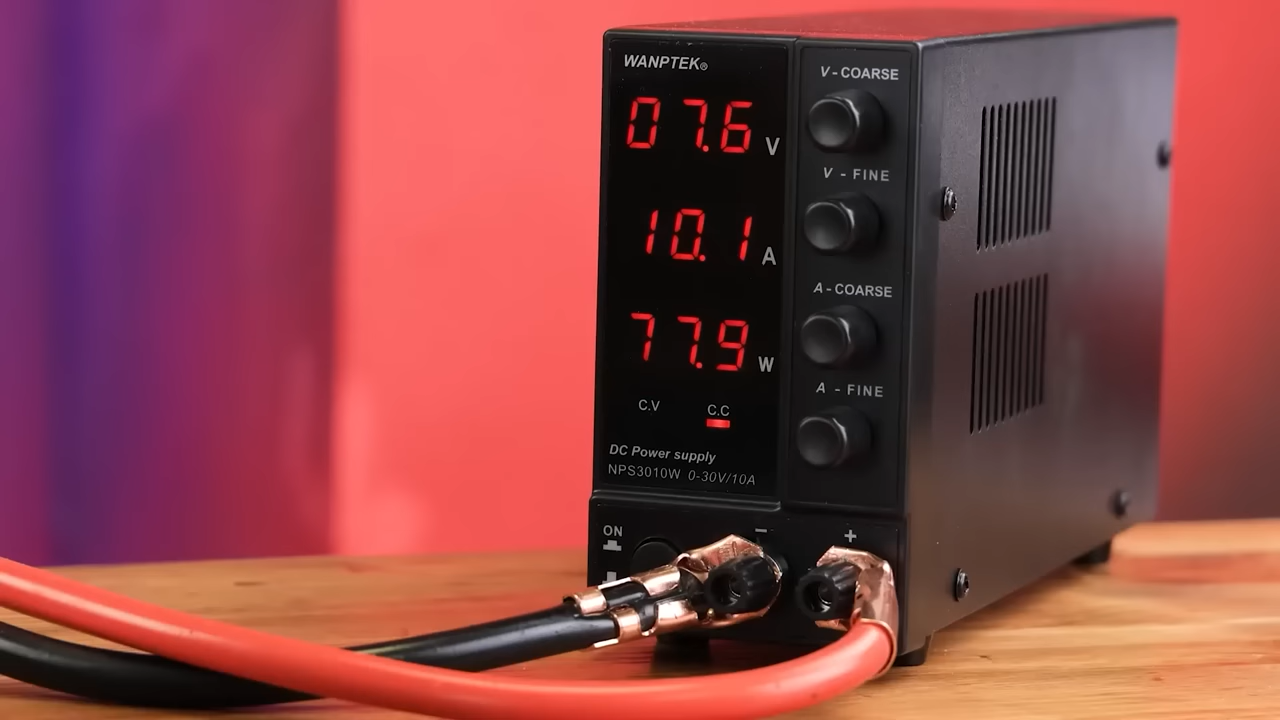 WANPTEK®
07.6 V
10.1 A
77.9 W
C.V C.C
DC Power supply
NPS3010W 0-30V/10A
V-COARSE
V - FINE
A-COARSE
A - FINE
ON
- +